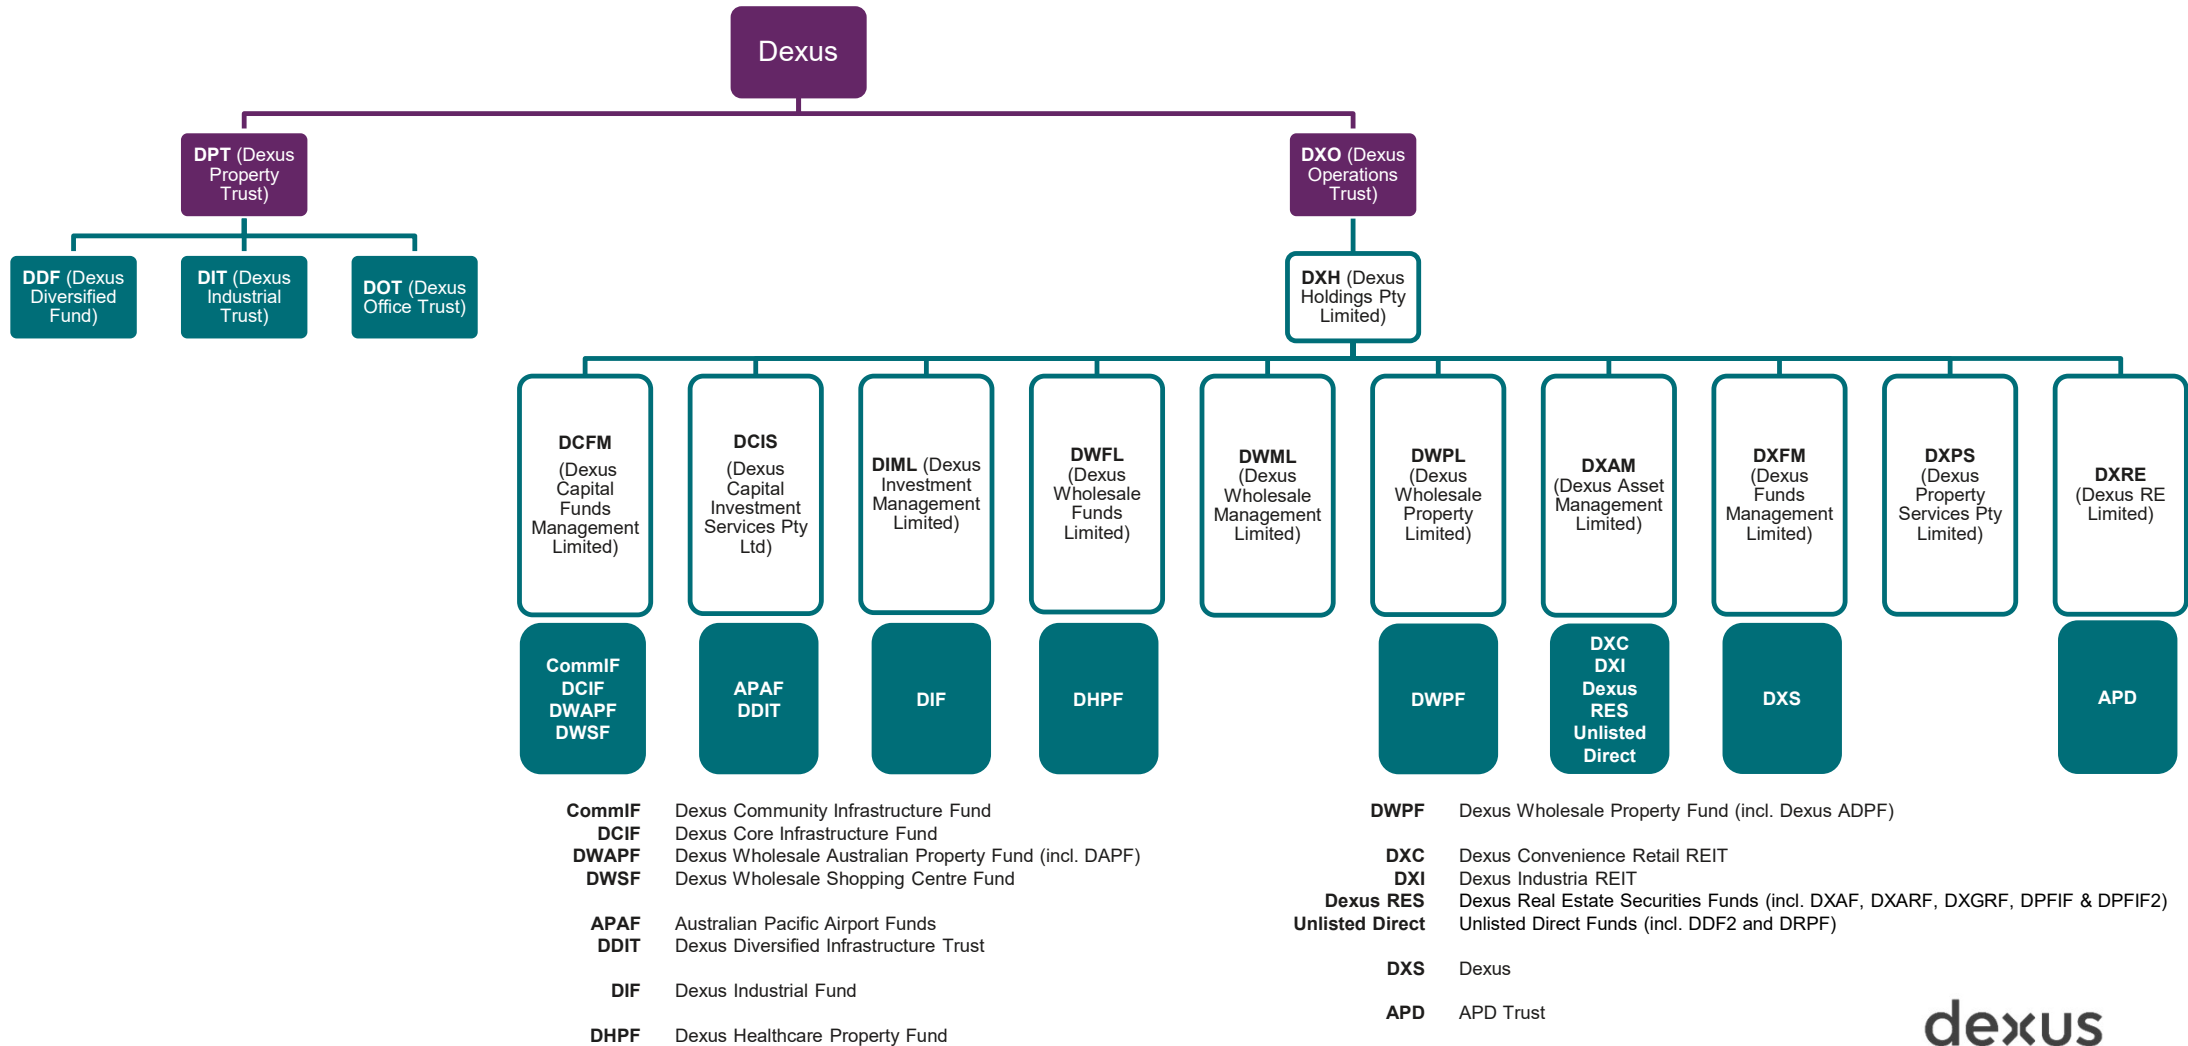 Dexus
DPT (Dexus
Property
Trust)
DXO (Dexus
Operations
Trust)
DDF (Dexus
Diversified
Fund)
DIT (Dexus
Industrial
Trust)
DOT (Dexus
Office Trust)
DXH (Dexus
Holdings Pty
Limited)
DCFM
(Dexus
Capital
Funds
Management
Limited)
DCIS
(Dexus
Capital
Investment
Services Pty
Ltd)
DIML (Dexus
Investment
Management
Limited)
DWFL
(Dexus
Wholesale
Funds
Limited)
DWML
(Dexus
Wholesale
Management
Limited)
DWPL
(Dexus
Wholesale
Property
Limited)
DXAM
(Dexus Asset
Management
Limited)
DXFM
(Dexus
Funds
Management
Limited)
DXPS
(Dexus
Property
Services Pty
Limited)
DXRE
(Dexus RE
Limited)
CommIF
DCIF
DWAPF
DWSF
APAF
DDIT
DIF
DHPF
DWPF
DXC
DXI
Dexus
RES
Unlisted
Direct
DXS
APD
CommIF Dexus Community Infrastructure Fund
DCIF Dexus Core Infrastructure Fund
DWAPF Dexus Wholesale Australian Property Fund (incl. DAPF)
DWSF Dexus Wholesale Shopping Centre Fund
APAF Australian Pacific Airport Funds
DDIT Dexus Diversified Infrastructure Trust
DIF Dexus Industrial Fund
DHPF Dexus Healthcare Property Fund
DWPF Dexus Wholesale Property Fund (incl. Dexus ADPF)
DXC Dexus Convenience Retail REIT
DXI Dexus Industria REIT
Dexus RES Dexus Real Estate Securities Funds (incl. DXAF, DXARF, DXGRF, DPFIF & DPFIF2)
Unlisted Direct Unlisted Direct Funds (incl. DDF2 and DRPF)
DXS Dexus
APD APD Trust
dexus